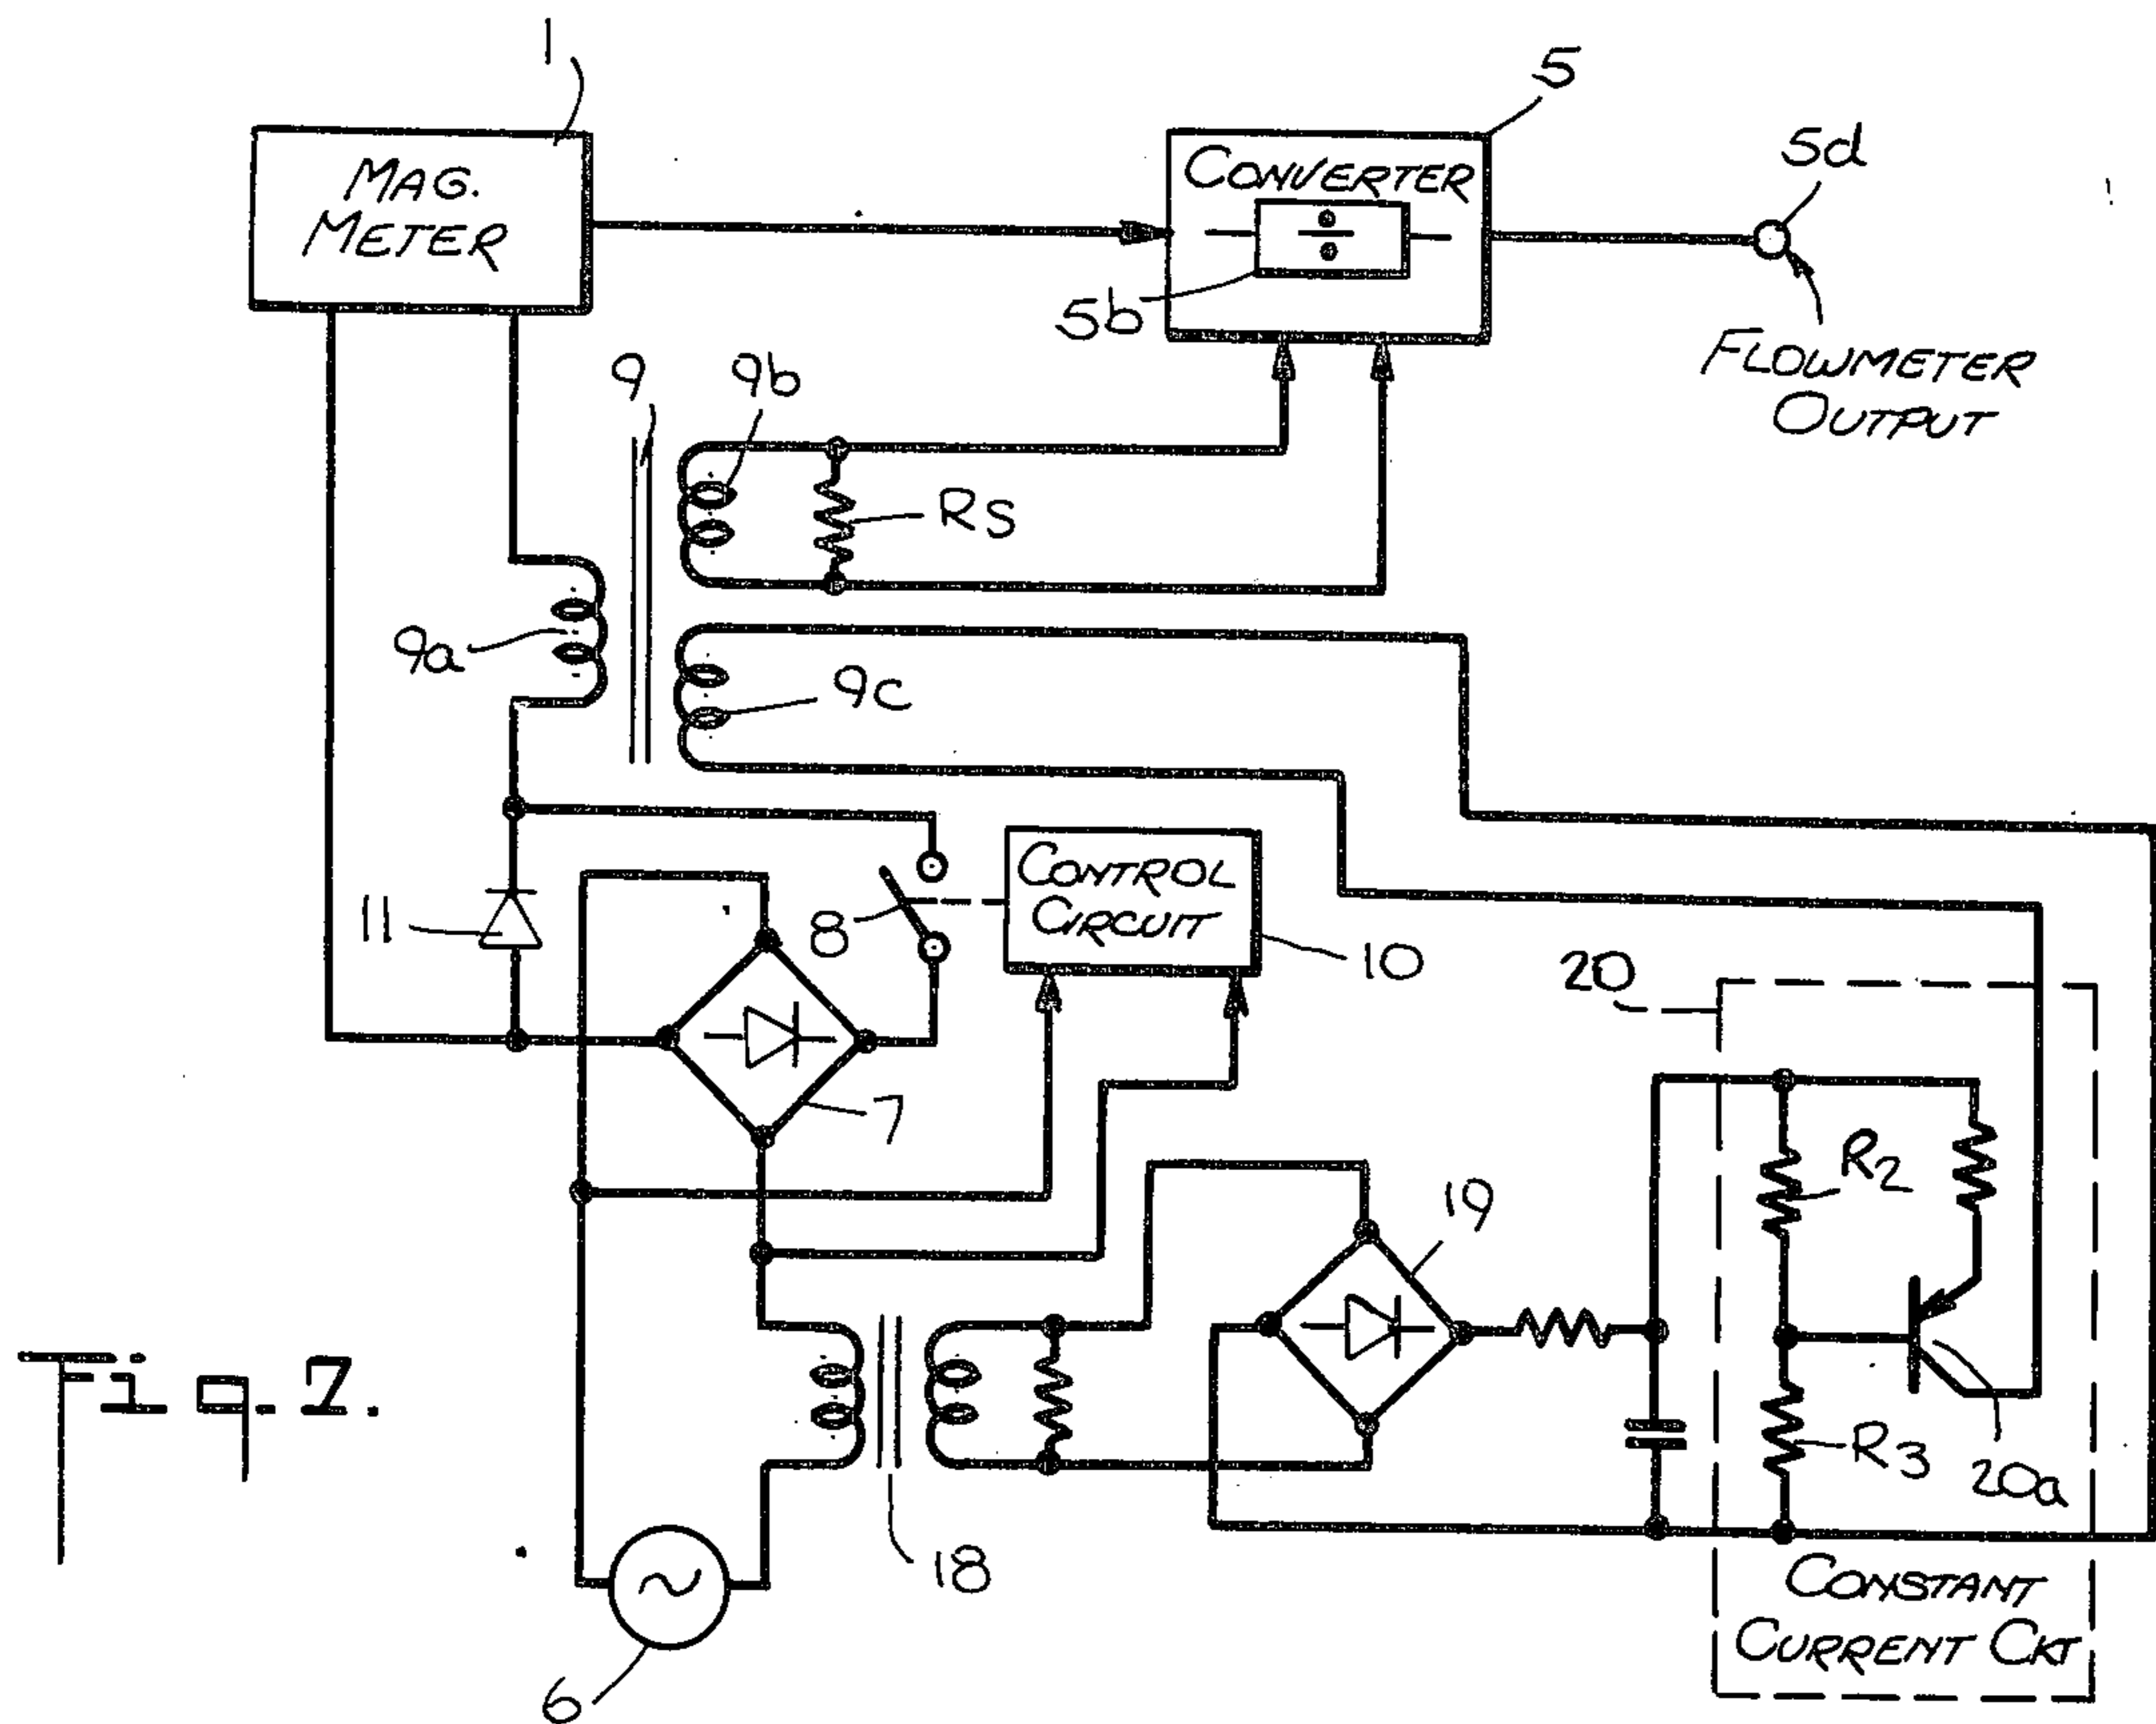 1
5
5d
MAG.
METER
CONVERTER
÷
5b
FLOWMETER
OUTPUT
9
9b
RS
9a
9c
CONTROL
CIRCUIT
11
8
10
20
7
R2
19
Fig. 7.
R3
20a
18
CONSTANT
CURRENT CKT
6